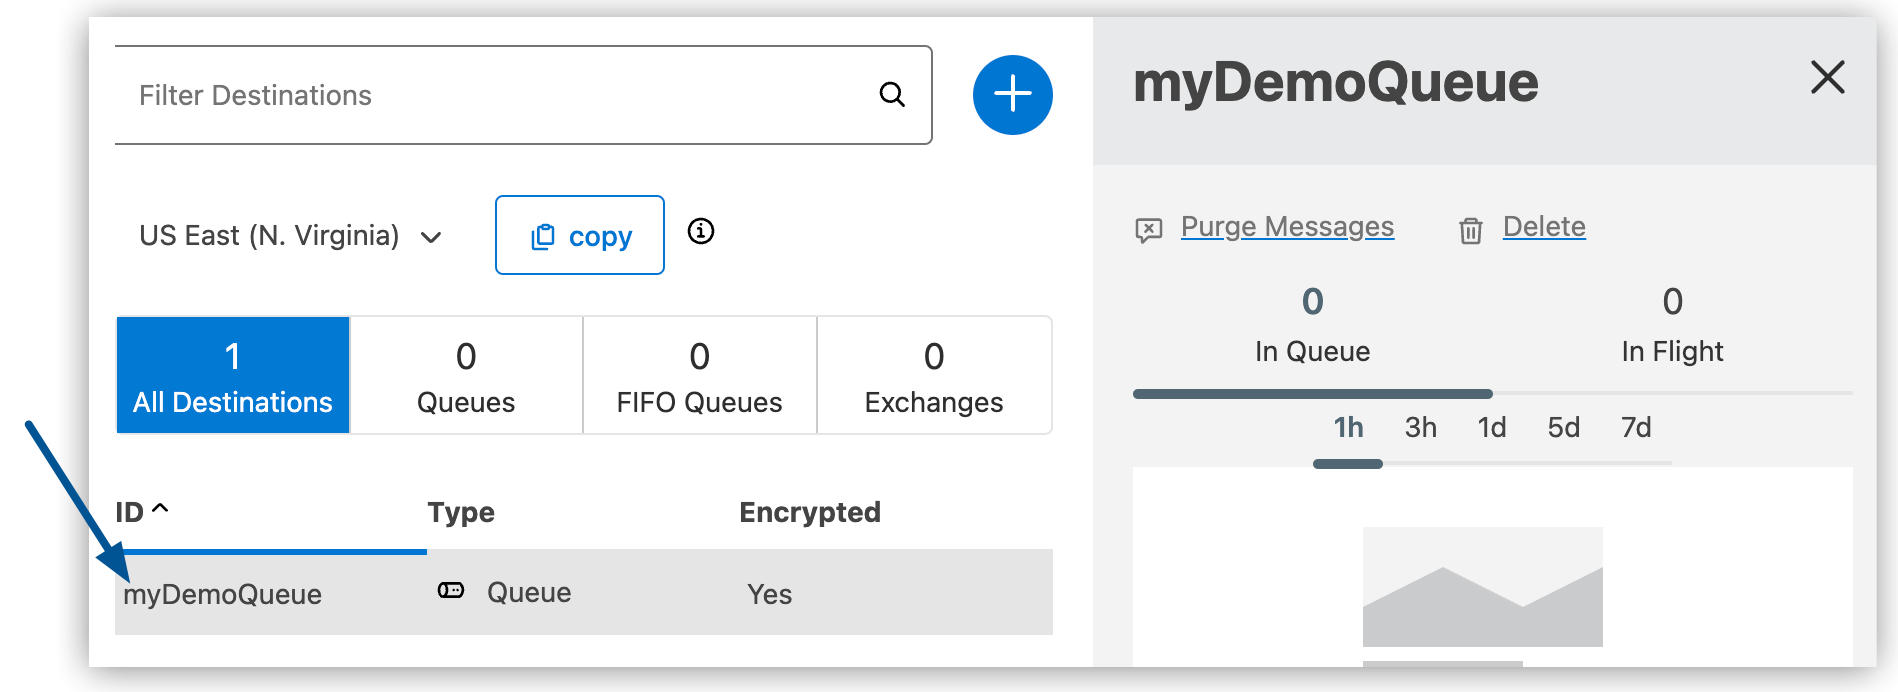 Filter Destinations
US East (N. Virginia)
copy
1
All Destinations
0
Queues
0
FIFO Queues
0
Exchanges
ID Type Encrypted
myDemoQueue Queue Yes
myDemoQueue
Purge Messages Delete
0
In Queue
0
In Flight
1h 3h 1d 5d 7d